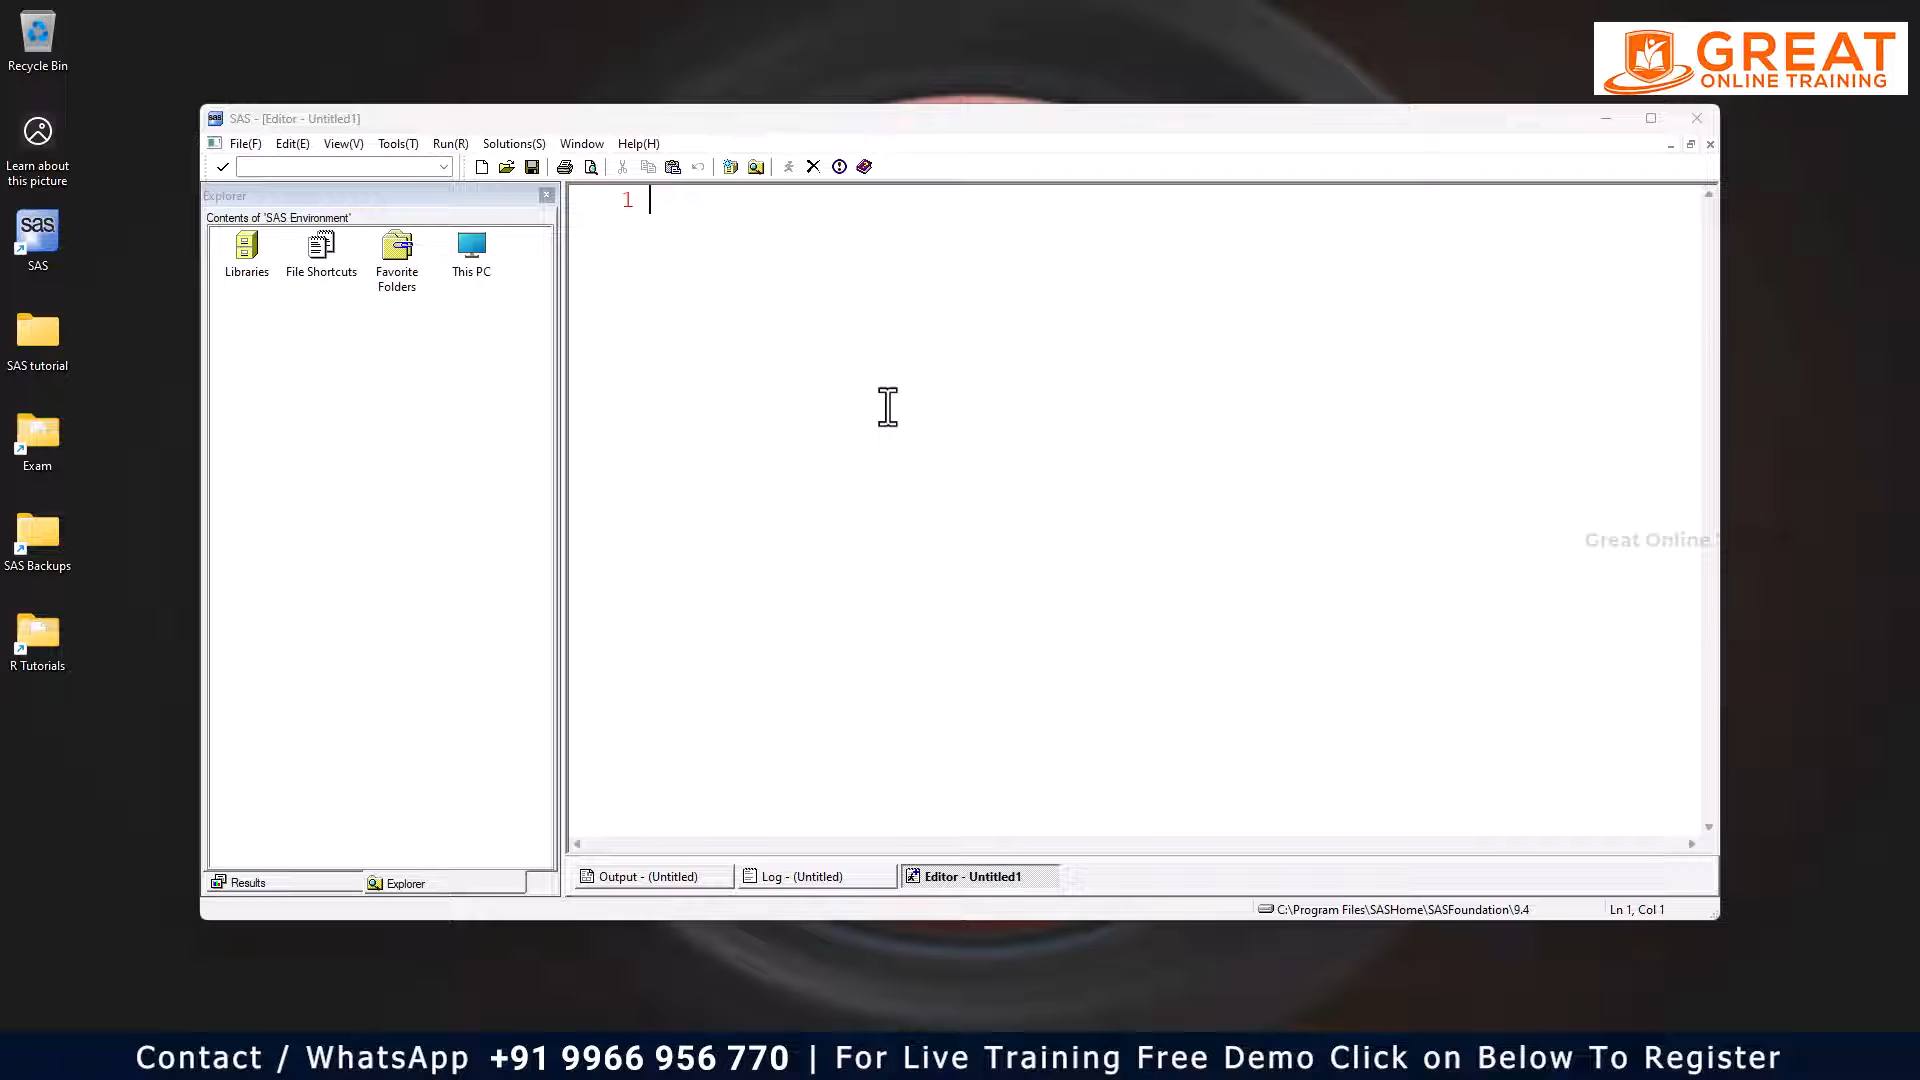 Recycle Bin
Learn about
this picture
sas
SAS
SAS tutorial
Exam
SAS Backups
R Tutorials
GREAT
ONLINE TRAINING
SAS - [Editor - Untitled1]
File(F) Edit(E) View(V) Tools(T) Run(R) Solutions(S) Window Help(H)
Explorer
Contents of 'SAS Environment'
Libraries
File Shortcuts
Favorite
Folders
This PC
1
Great Online
Results
Explorer
Output - (Untitled)
Log - (Untitled)
Editor - Untitled1
C:\Program Files\SASHome\SASFoundation\9.4
Ln 1, Col 1
Contact / WhatsApp +91 9966 956 770 | For Live Training Free Demo Click on Below To Register